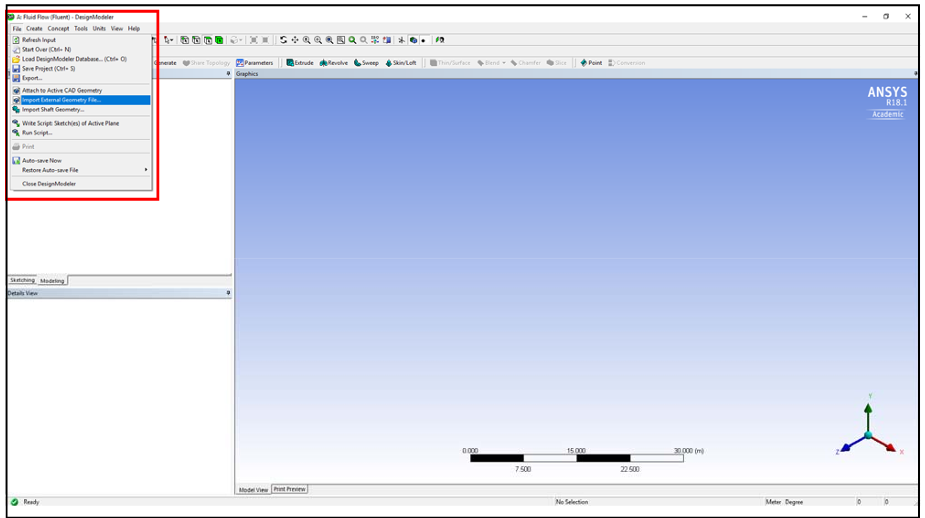 A: Fluid Flow (Fluent) - DesignModeler
File Create Concept Tools Units View Help
Refresh Input
Start Over (Ctrl+ N)
Load DesignModeler Database... (Ctrl+ O)
Save Project (Ctrl+ S)
Export...
Attach to Active CAD Geometry
Import External Geometry File...
Import Shaft Geometry...
Write Script: Sketch(es) of Active Plane
Run Script...
Print
Auto-save Now
Restore Auto-save File
Close DesignModeler
Generate Share Topology Parameters Extrude Revolve Sweep Skin/Loft Thin/Surface Blend Chamfer Slice Point Conversion
Graphics
ANSYS
R18.1
Academic
Sketching Modeling
Details View
Y
Z X
0.000 15.000 30.000 (m)
7.500 22.500
Model View Print Preview
Ready No Selection Meter Degree 0 0